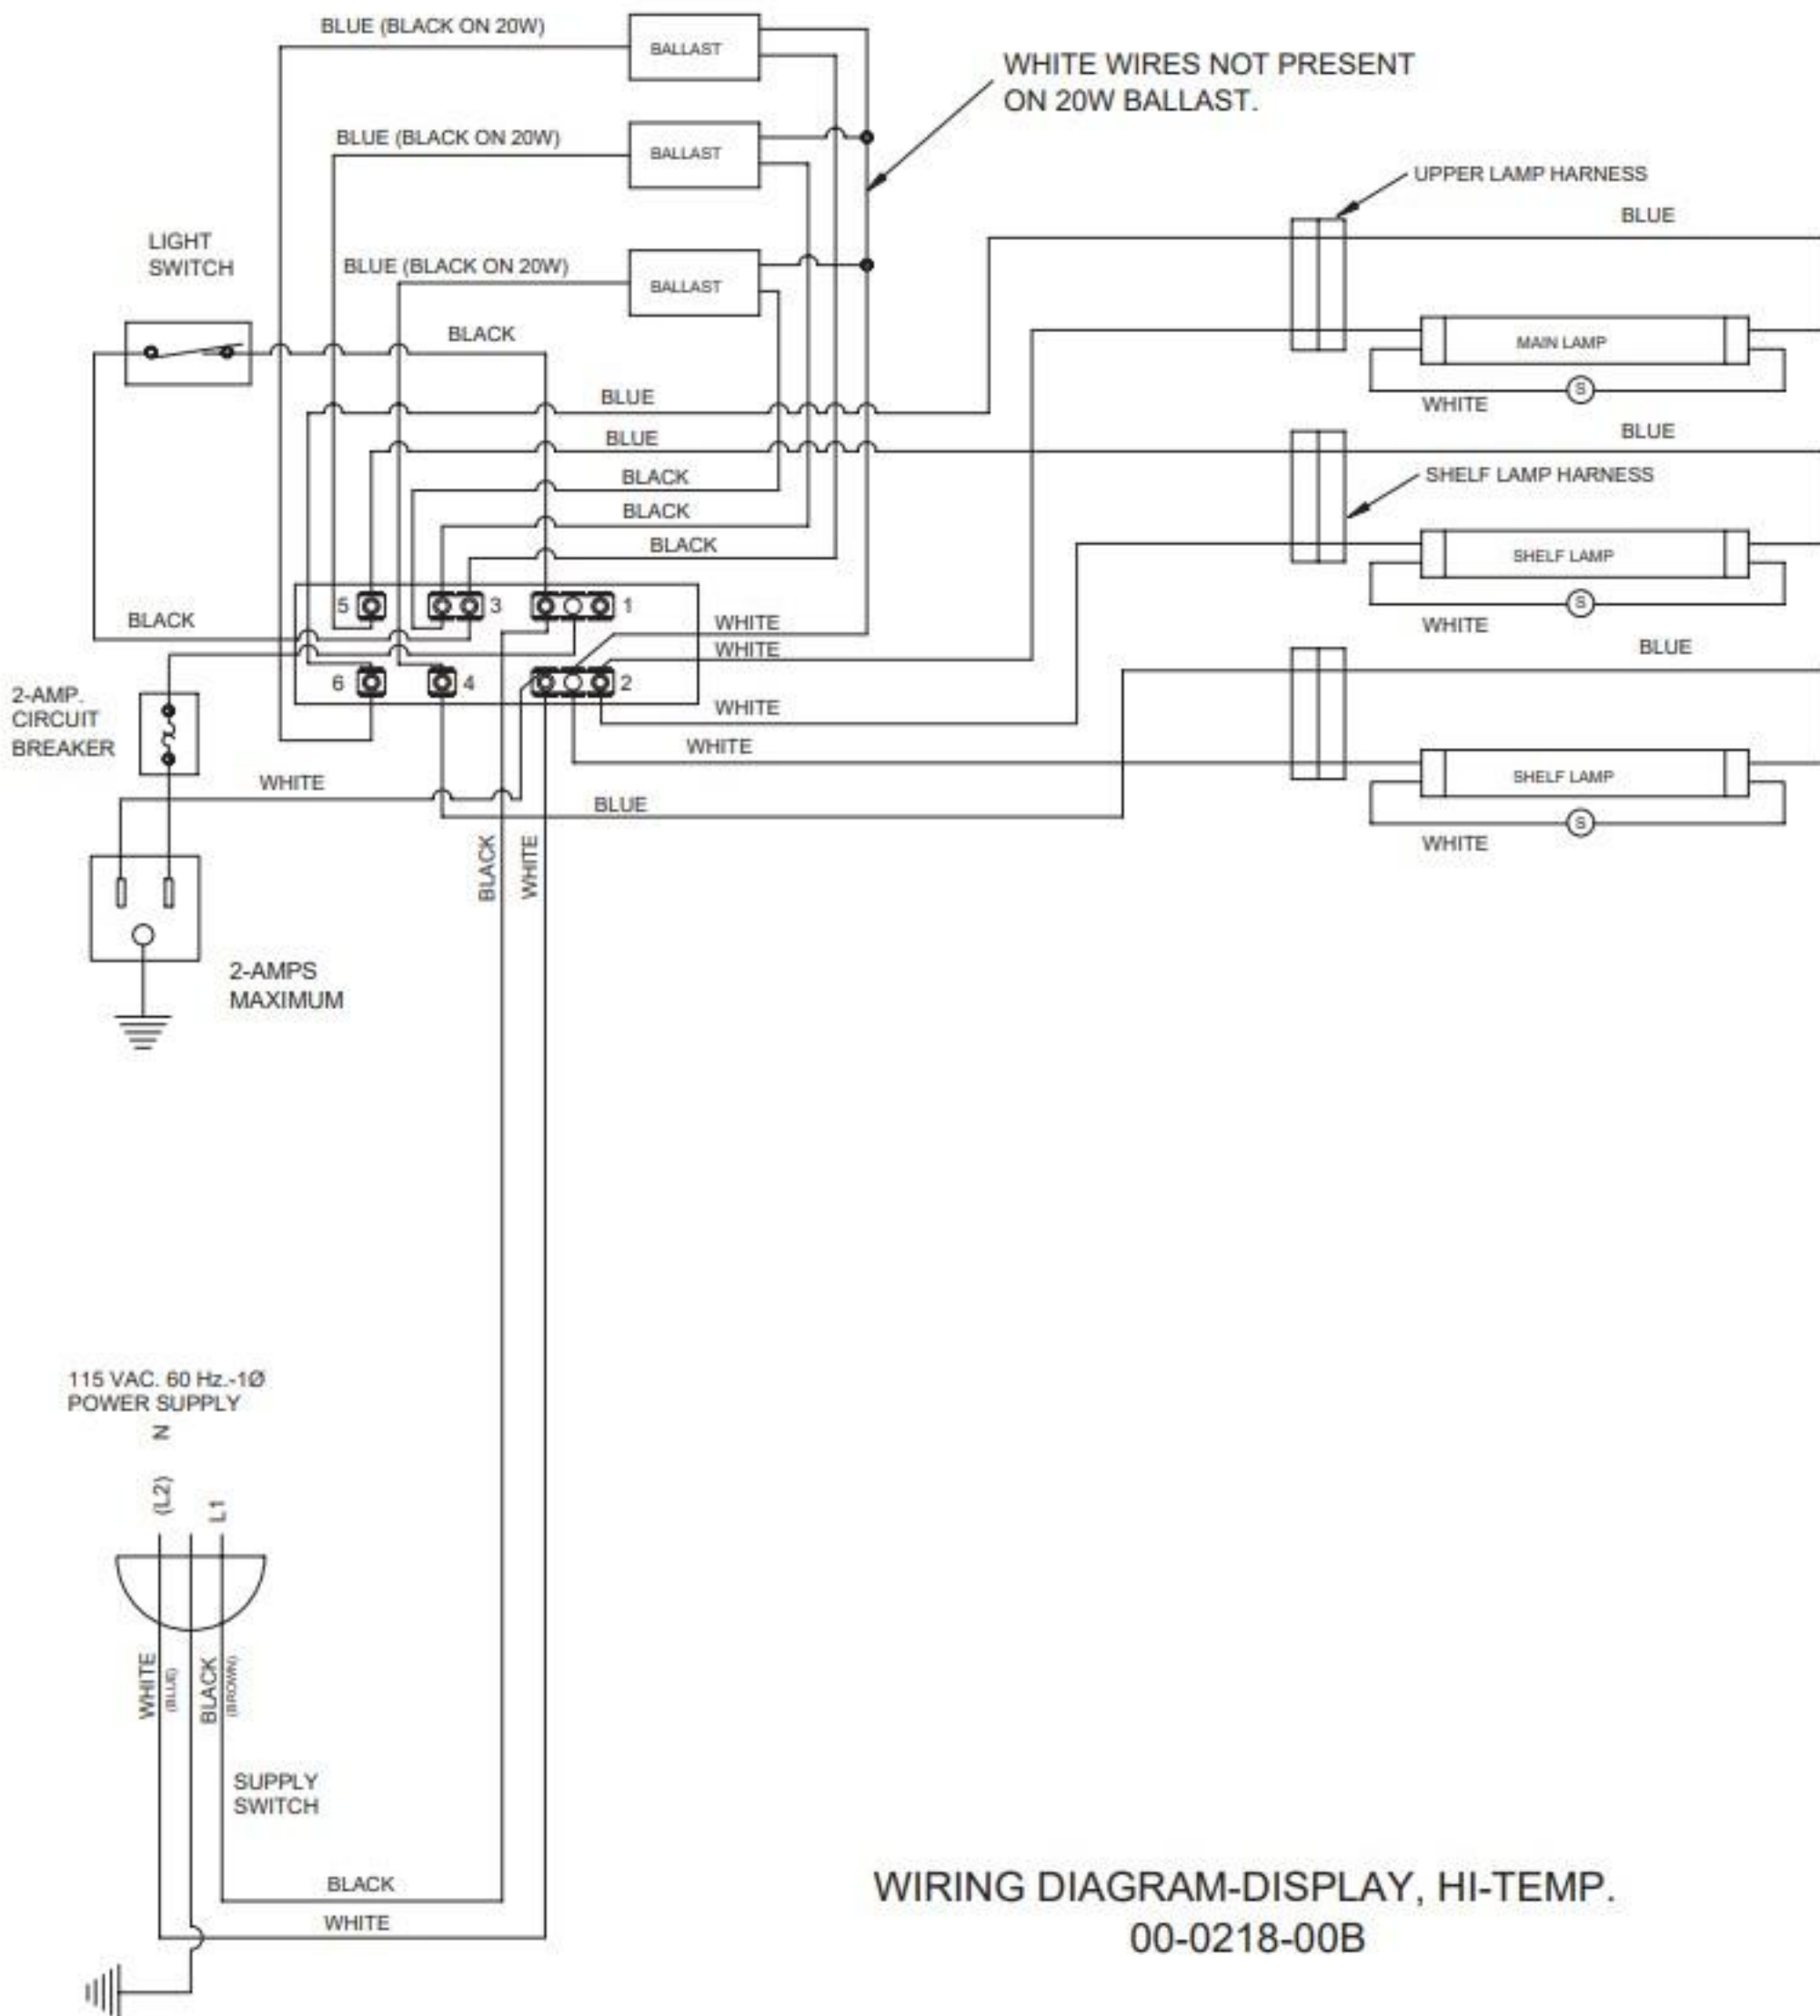 BLUE (BLACK ON 20W)
BALLAST
WHITE WIRES NOT PRESENT
ON 20W BALLAST.
BLUE (BLACK ON 20W)
BALLAST
UPPER LAMP HARNESS
BLUE
LIGHT
SWITCH
BLUE (BLACK ON 20W)
BALLAST
BLACK
MAIN LAMP
S
WHITE
BLUE
BLUE
BLUE
SHELF LAMP HARNESS
BLACK
BLACK
BLACK
SHELF LAMP
S
WHITE
5
3
1
BLACK
WHITE
WHITE
BLUE
6
4
2
2-AMP.
CIRCUIT
BREAKER
WHITE
WHITE
SHELF LAMP
S
WHITE
WHITE
BLUE
BLACK
WHITE
2-AMPS
MAXIMUM
115 VAC. 60 Hz.-1Ø
POWER SUPPLY
N
(L2)
L1
WHITE
(BLUE)
BLACK
(BROWN)
SUPPLY
SWITCH
BLACK
WHITE
WIRING DIAGRAM-DISPLAY, HI-TEMP.
00-0218-00B